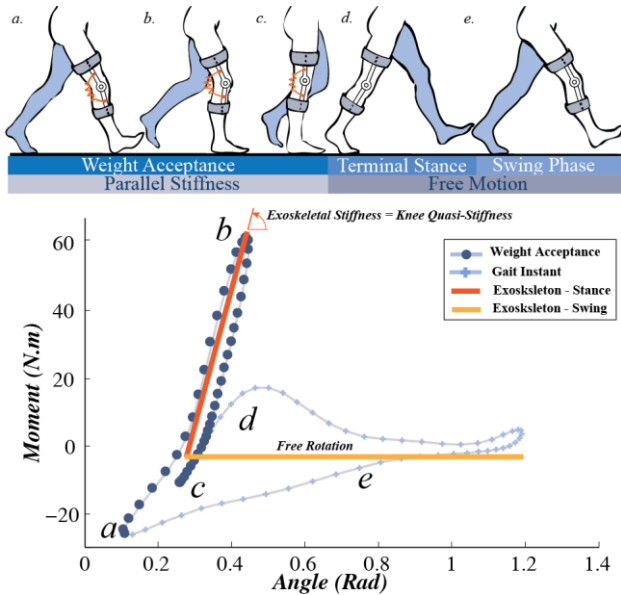 a. b. c. d. e.
Weight Acceptance Terminal Stance Swing Phase
Parallel Stiffness Free Motion
Exoskeletal Stiffness = Knee Quasi-Stiffness
b
Weight Acceptance
Gait Instant
Exosksleton - Stance
Exosksleton - Swing
60
40
20
0
−20
Moment (N.m)
d
Free Rotation
c
e
a
0 0.2 0.4 0.6 0.8 1 1.2 1.4
Angle (Rad)